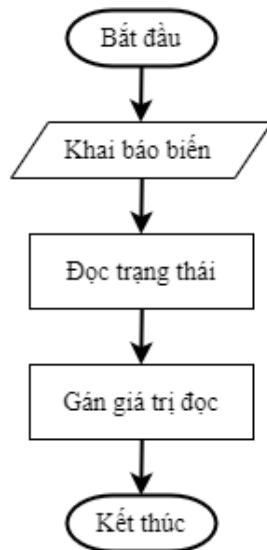 Bắt đầu
Khai báo biến
Đọc trạng thái
Gán giá trị đọc
Kết thúc